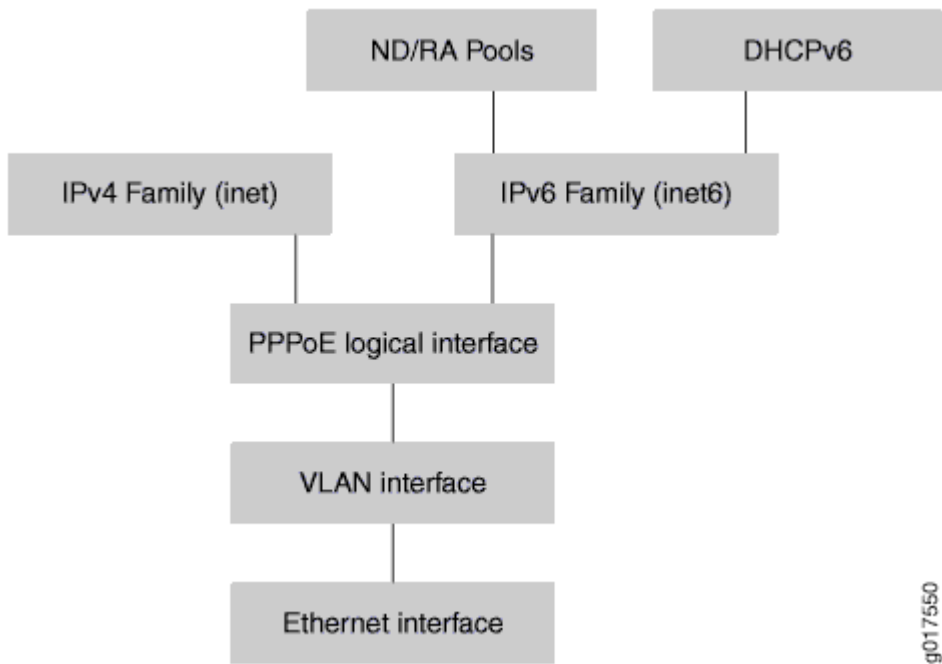 ND/RA Pools
DHCPv6
IPv4 Family (inet)
IPv6 Family (inet6)
PPPoE logical interface
VLAN interface
Ethernet interface
g017550